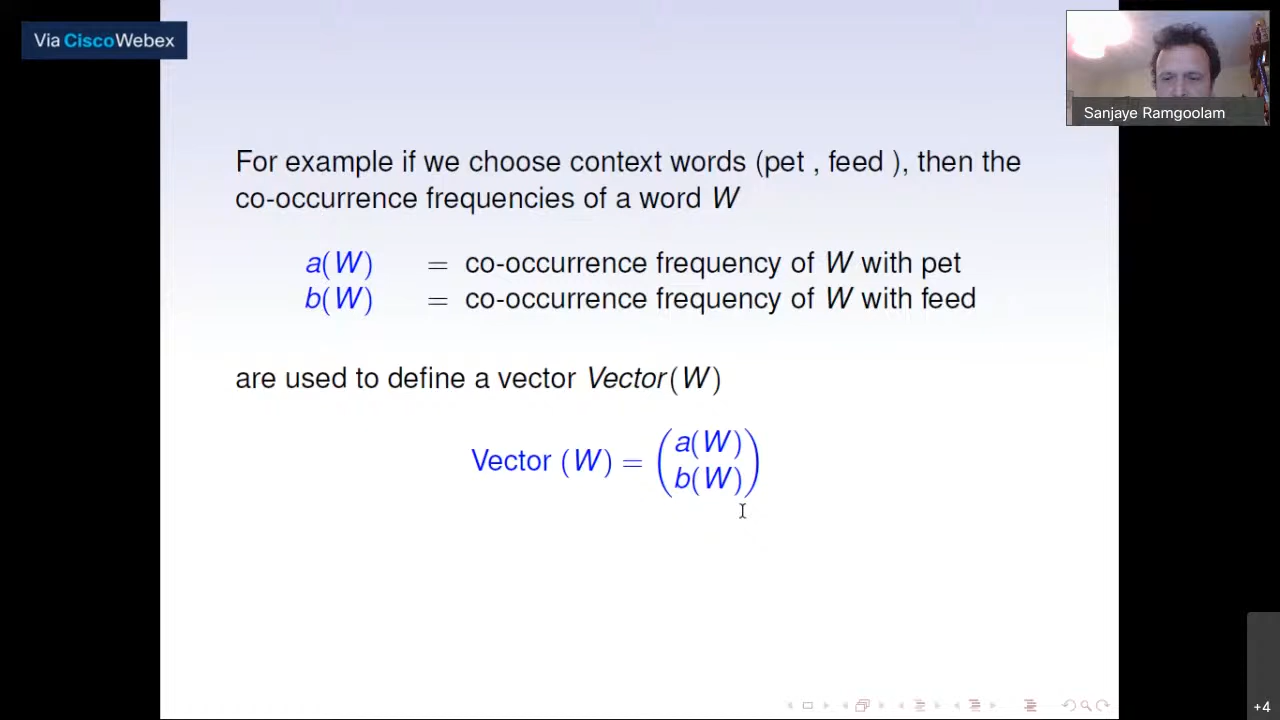 Via CiscoWebex
Sanjaye Ramgoolam
For example if we choose context words (pet , feed ), then the
co-occurrence frequencies of a word W
a(W) = co-occurrence frequency of W with pet
b(W) = co-occurrence frequency of W with feed
are used to define a vector Vector(W)
Vector (W) = (a(W)
b(W))
+4